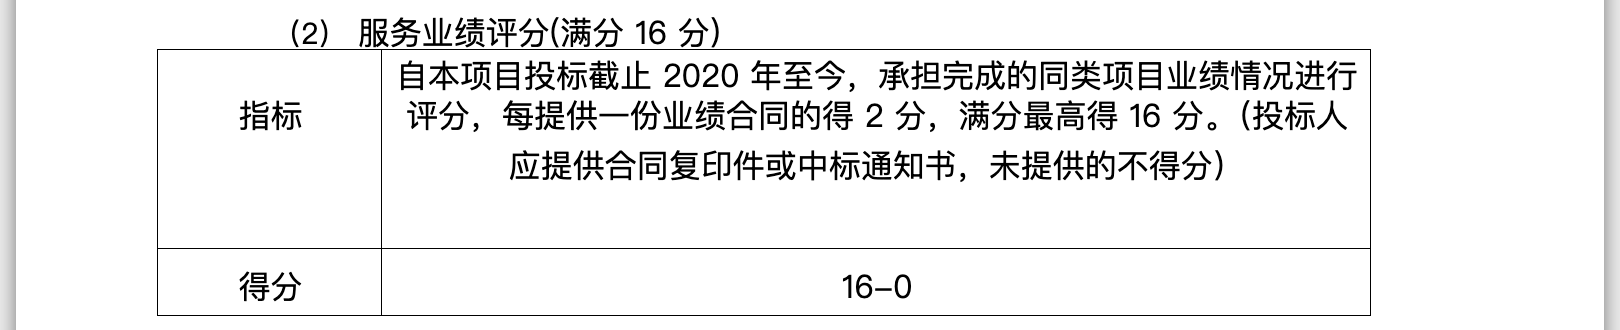 （2） 服务业绩评分(满分 16 分)
自本项目投标截止 2020 年至今，承担完成的同类项目业绩情况进行
指标
评分，每提供一份业绩合同的得 2 分，满分最高得 16 分。（投标人
应提供合同复印件或中标通知书，未提供的不得分）
得分
16–0